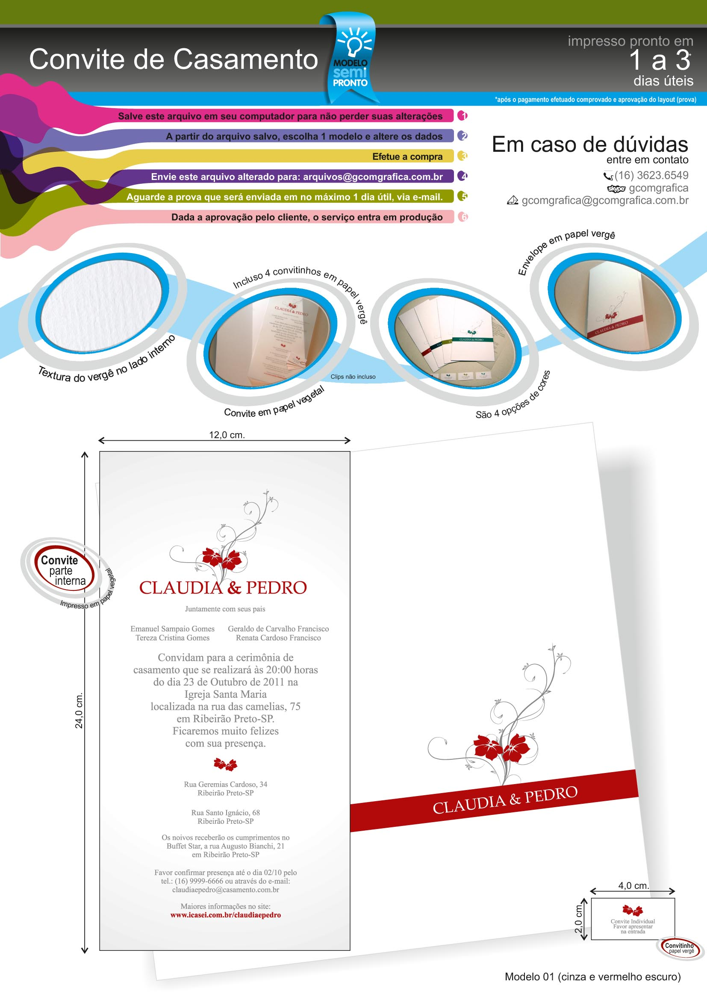 Convite de Casamento
MODELO
semi
PRONTO
impresso pronto em
1 a 3*
dias úteis
*após o pagamento efetuado comprovado e aprovação do layout (prova)
Salve este arquivo em seu computador para não perder suas alterações 1
A partir do arquivo salvo, escolha 1 modelo e altere os dados 2
Efetue a compra 3
Envie este arquivo alterado para: arquivos@gcomgrafica.com.br 4
Aguarde a prova que será enviada em no máximo 1 dia útil, via e-mail. 5
Dada a aprovação pelo cliente, o serviço entra em produção 6
Em caso de dúvidas
entre em contato
(16) 3623.6549
skype gcomgrafica
gcomgrafica@gcomgrafica.com.br
Textura do vergê no lado interno
Incluso 4 convitinhos em papel vergê
CLAUDIA & PEDRO
Convite em papel vegetal
Clips não incluso
CLAUDIA & PEDRO
São 4 opções de cores
Envelope em papel vergê
CLAUDIA & PEDRO
12,0 cm.
24,0 cm.
Convite
parte
interna
Impresso em papel vegetal
CLAUDIA & PEDRO
Juntamente com seus pais
Emanuel Sampaio Gomes Geraldo de Carvalho Francisco
Tereza Cristina Gomes Renata Cardoso Francisco
Convidam para a cerimônia de
casamento que se realizará às 20:00 horas
do dia 23 de Outubro de 2011 na
Igreja Santa Maria
localizada na rua das camelias, 75
em Ribeirão Preto-SP.
Ficaremos muito felizes
com sua presença.
Rua Geremias Cardoso, 34
Ribeirão Preto-SP
Rua Santo Ignácio, 68
Ribeirão Preto-SP
Os noivos receberão os cumprimentos no
Buffet Star, a rua Augusto Bianchi, 21
em Ribeirão Preto-SP
Favor confirmar presença até o dia 02/10 pelo
tel.: (16) 9999-6666 ou através do e-mail:
claudiaepedro@casamento.com.br
Maiores informações no site:
www.icasei.com.br/claudiaepedro
CLAUDIA & PEDRO
4,0 cm.
2,0 cm.
Convite Individual
Favor apresentar
na entrada
Convitinho
papel vergê
Modelo 01 (cinza e vermelho escuro)